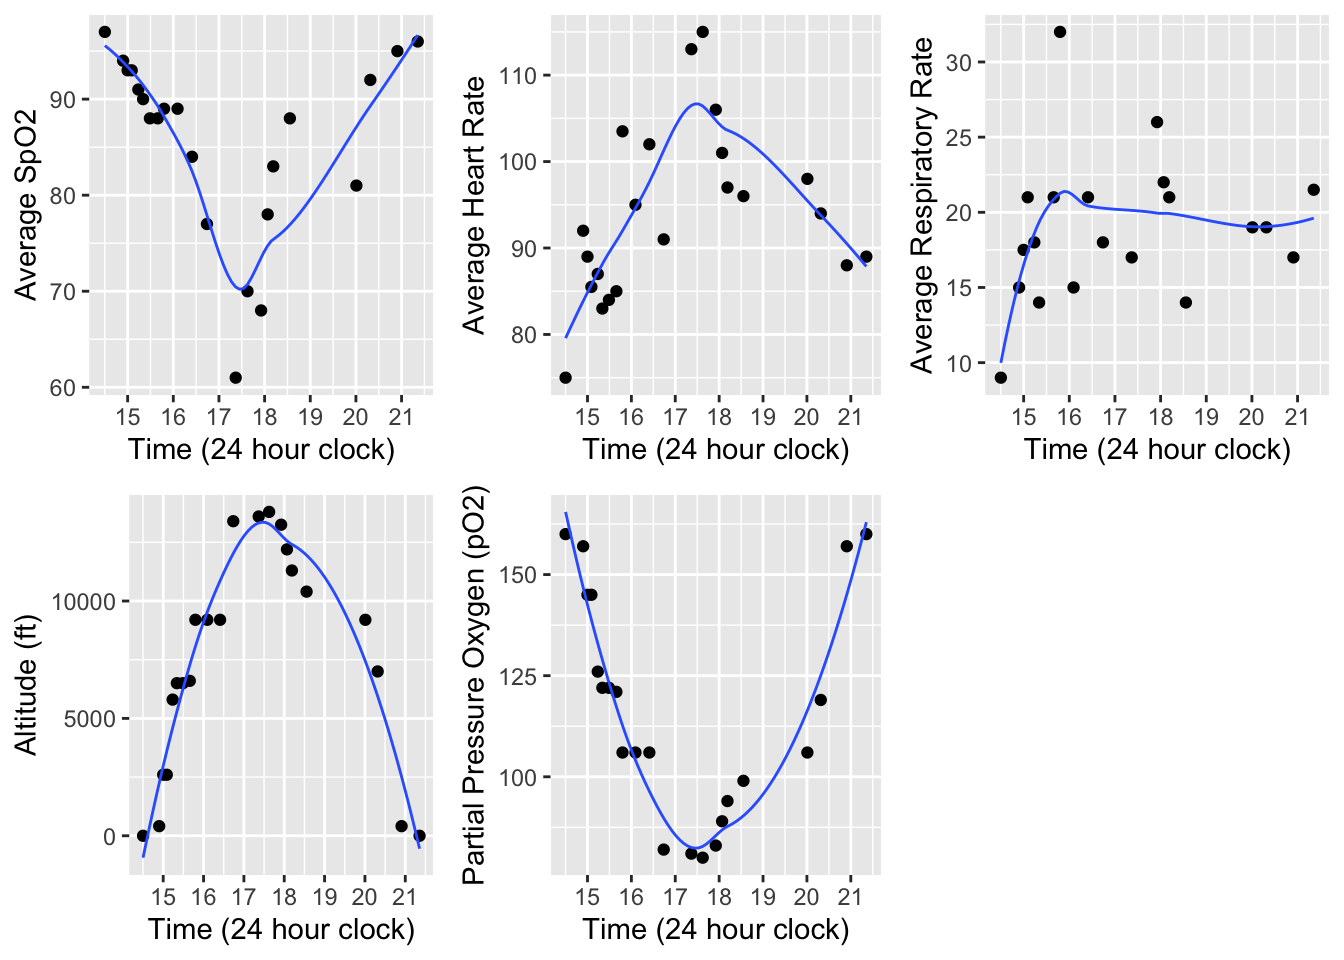 Average SpO2
90
80
70
60
15 16 17 18 19 20 21
Time (24 hour clock)
Average Heart Rate
110
100
90
80
15 16 17 18 19 20 21
Time (24 hour clock)
Average Respiratory Rate
30
25
20
15
10
15 16 17 18 19 20 21
Time (24 hour clock)
Altitude (ft)
10000
5000
0
15 16 17 18 19 20 21
Time (24 hour clock)
Partial Pressure Oxygen (pO2)
150
125
100
15 16 17 18 19 20 21
Time (24 hour clock)